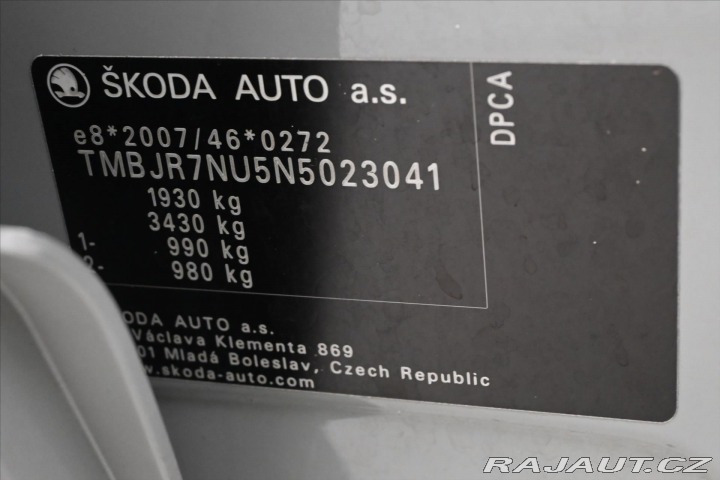 ŠKODA AUTO a.s.
DPCA
e8*2007/46*0272
TMBJR7NU5N5023041
1930 kg
3430 kg
1- 990 kg
2- 980 kg
AUTO a.s.
Václava Klementa 869
Mladá Boleslav, Czech Republic
www.skoda-auto.com
RAJAUT.CZ